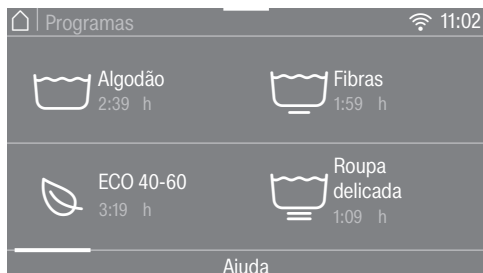 Programas
11:02
Algodão
2:39 h
Fibras
1:59 h
ECO 40-60
3:19 h
Roupa
delicada
1:09 h
Ajuda